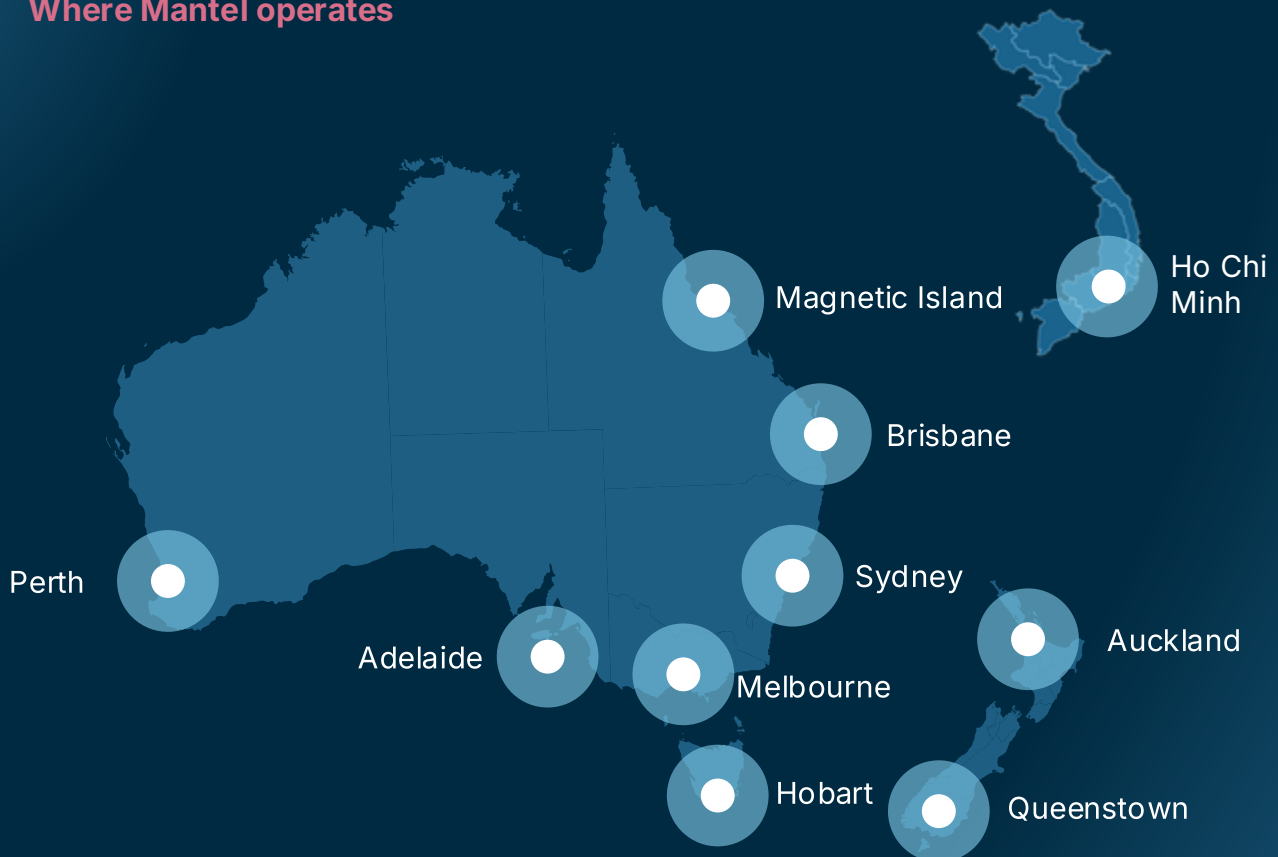 Where Mantel operates
Ho Chi
Minh
Magnetic Island
Brisbane
Perth
Sydney
Adelaide
Auckland
Melbourne
Hobart
Queenstown